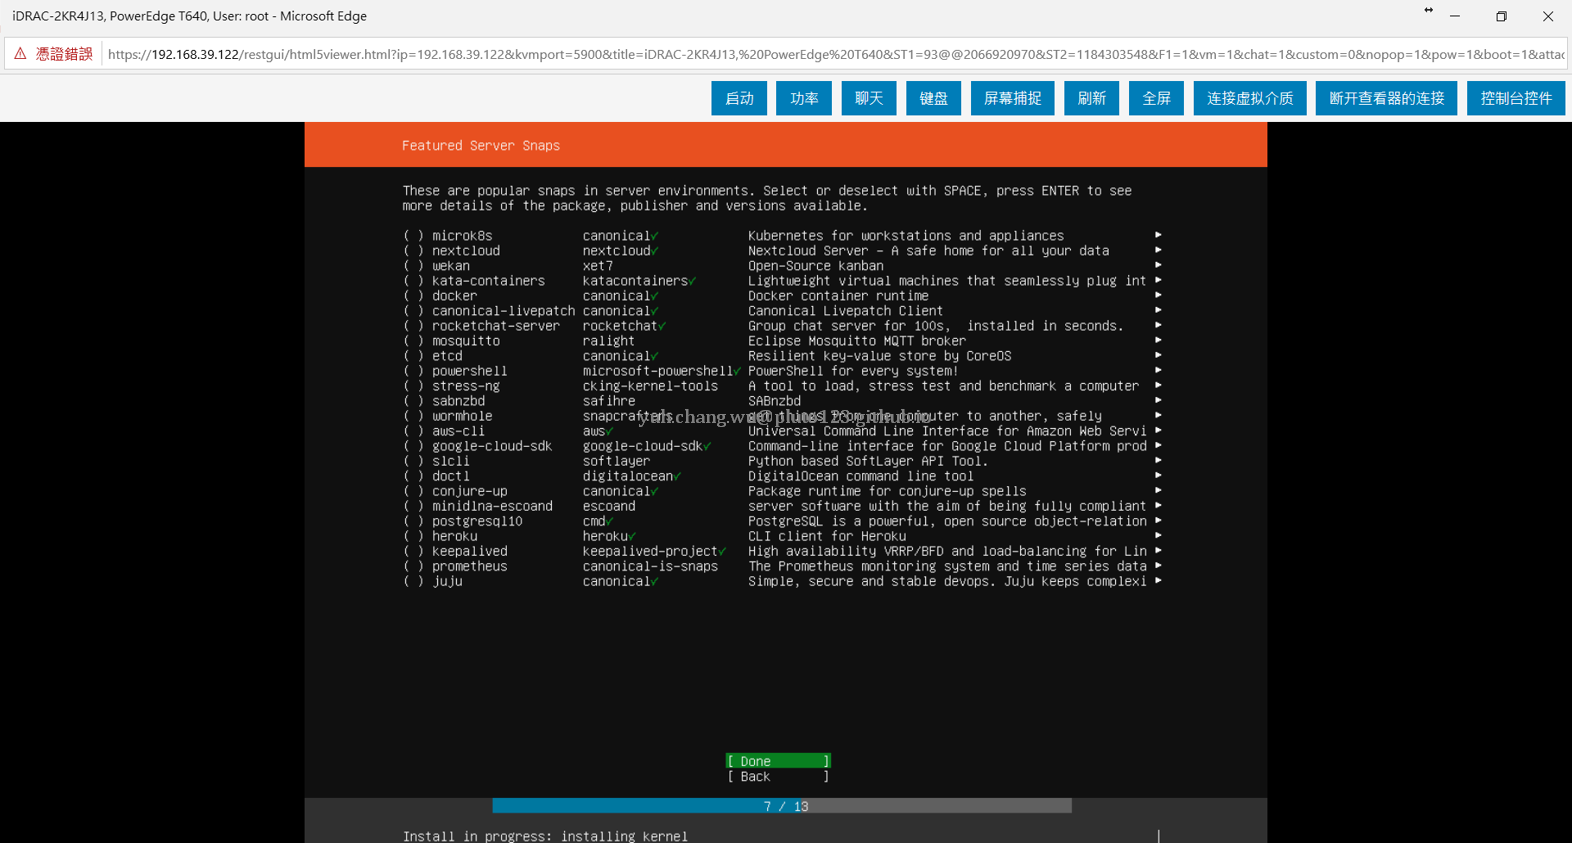 iDRAC-2KR4J13, PowerEdge T640, User: root - Microsoft Edge
憑證錯誤 https://192.168.39.122/restgui/html5viewer.html?ip=192.168.39.122&kvmport=5900&title=iDRAC-2KR4J13,%20PowerEdge%20T640&ST1=93@@2066920970&ST2=1184303548&F1=1&vm=1&chat=1&custom=0&nopop=1&pow=1&boot=1&attac
启动 功率 聊天 键盘 屏幕捕捉 刷新 全屏 连接虚拟介质 断开查看器的连接 控制台控件
Featured Server Snaps
These are popular snaps in server environments. Select or deselect with SPACE, press ENTER to see
more details of the package, publisher and versions available.
( ) microk8s canonical✓ Kubernetes for workstations and appliances ▸
( ) nextcloud nextcloud✓ Nextcloud Server - A safe home for all your data ▸
( ) wekan xet7 Open-Source kanban ▸
( ) kata-containers katacontainers✓ Lightweight virtual machines that seamlessly plug int ▸
( ) docker canonical✓ Docker container runtime ▸
( ) canonical-livepatch canonical✓ Canonical Livepatch Client ▸
( ) rocketchat-server rocketchat✓ Group chat server for 100s, installed in seconds. ▸
( ) mosquitto ralight Eclipse Mosquitto MQTT broker ▸
( ) etcd canonical✓ Resilient key-value store by CoreOS ▸
( ) powershell microsoft-powershell✓ PowerShell for every system! ▸
( ) stress-ng cking-kernel-tools A tool to load, stress test and benchmark a computer ▸
( ) sabnzbd safihre SABnzbd ▸
( ) wormhole snapcrafters get things from one computer to another, safely ▸
yuh.chang.wu@pluto123.github.io
( ) aws-cli aws✓ Universal Command Line Interface for Amazon Web Servi ▸
( ) google-cloud-sdk google-cloud-sdk✓ Command-line interface for Google Cloud Platform prod ▸
( ) slcli softlayer Python based SoftLayer API Tool. ▸
( ) doctl digitalocean✓ DigitalOcean command line tool ▸
( ) conjure-up canonical✓ Package runtime for conjure-up spells ▸
( ) minidlna-escoand escoand server software with the aim of being fully compliant ▸
( ) postgresql10 cmd✓ PostgreSQL is a powerful, open source object-relation ▸
( ) heroku heroku✓ CLI client for Heroku ▸
( ) keepalived keepalived-project✓ High availability VRRP/BFD and load-balancing for Lin ▸
( ) prometheus canonical-is-snaps The Prometheus monitoring system and time series data ▸
( ) juju canonical✓ Simple, secure and stable devops. Juju keeps complexi ▸
[ Done ]
[ Back ]
7 / 13
Install in progress: installing kernel |